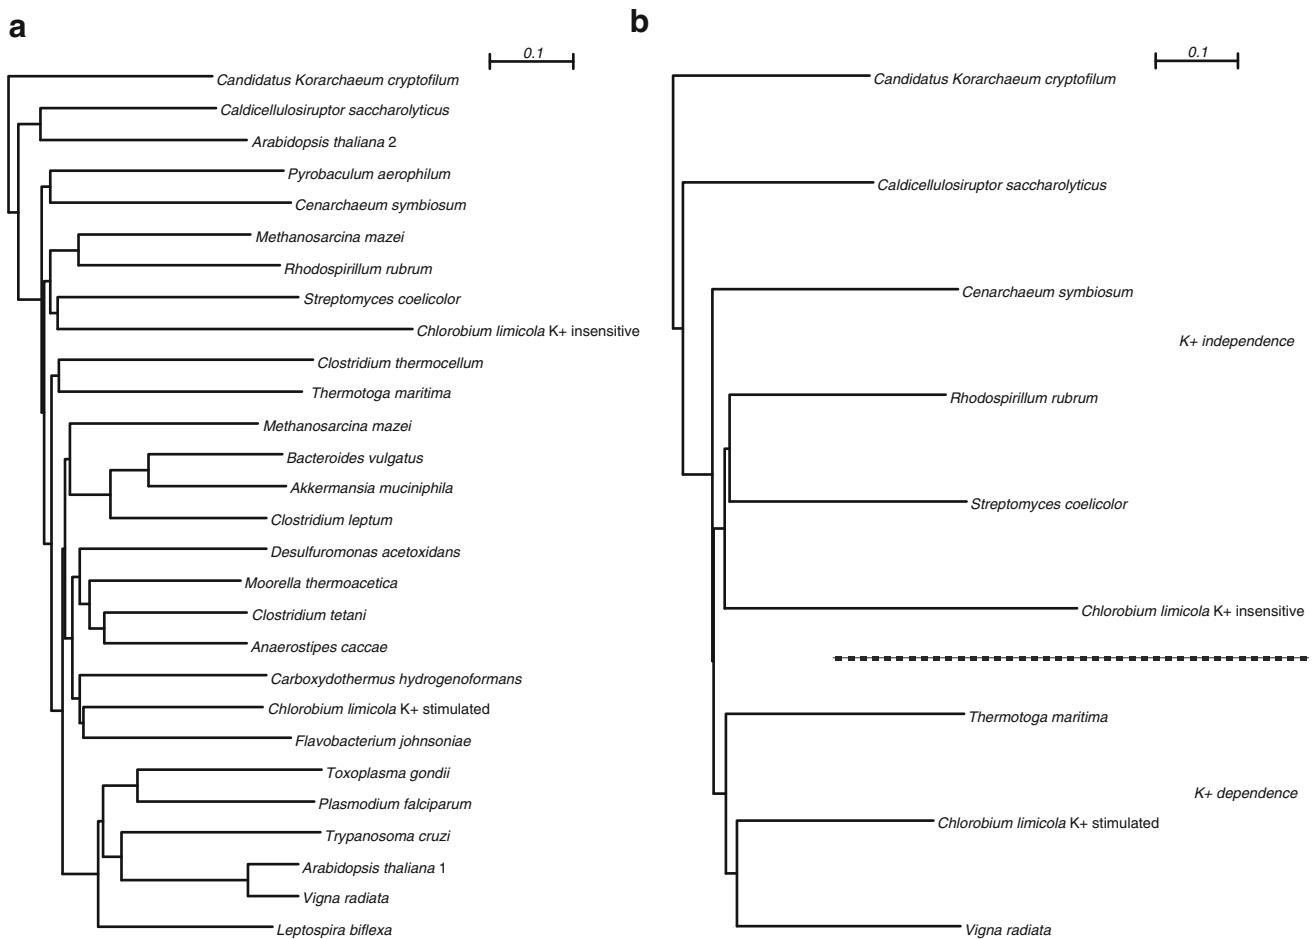 a
0.1
Candidatus Korarchaeum cryptofilum
Caldicellulosiruptor saccharolyticus
Arabidopsis thaliana 2
Pyrobaculum aerophilum
Cenarchaeum symbiosum
Methanosarcina mazei
Rhodospirillum rubrum
Streptomyces coelicolor
Chlorobium limicola K+ insensitive
Clostridium thermocellum
Thermotoga maritima
Methanosarcina mazei
Bacteroides vulgatus
Akkermansia muciniphila
Clostridium leptum
Desulfuromonas acetoxidans
Moorella thermoacetica
Clostridium tetani
Anaerostipes caccae
Carboxydothermus hydrogenoformans
Chlorobium limicola K+ stimulated
Flavobacterium johnsoniae
Toxoplasma gondii
Plasmodium falciparum
Trypanosoma cruzi
Arabidopsis thaliana 1
Vigna radiata
Leptospira biflexa
b
0.1
Candidatus Korarchaeum cryptofilum
Caldicellulosiruptor saccharolyticus
Cenarchaeum symbiosum
K+ independence
Rhodospirillum rubrum
Streptomyces coelicolor
Chlorobium limicola K+ insensitive
Thermotoga maritima
K+ dependence
Chlorobium limicola K+ stimulated
Vigna radiata